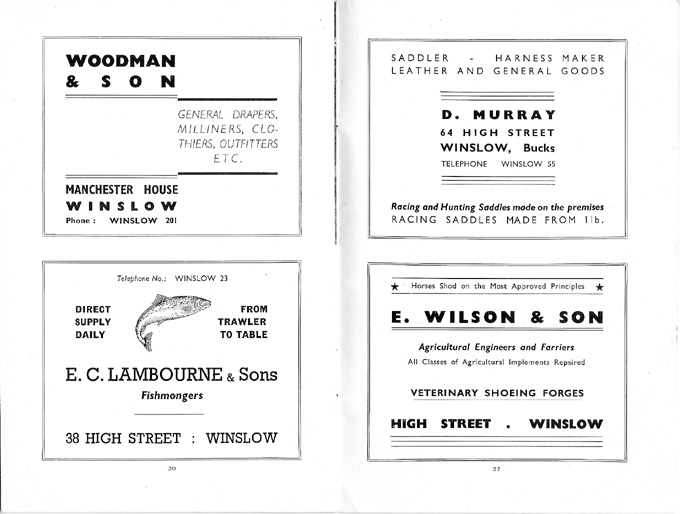 WOODMAN
& SON
GENERAL DRAPERS,
MILLINERS, CLO-
THIERS, OUTFITTERS
ETC.
MANCHESTER HOUSE
WINSLOW
Phone : WINSLOW 201
Telephone No.: WINSLOW 23
DIRECT
SUPPLY
DAILY
FROM
TRAWLER
TO TABLE
E. C. LAMBOURNE & Sons
Fishmongers
38 HIGH STREET : WINSLOW
20
SADDLER - HARNESS MAKER
LEATHER AND GENERAL GOODS
D. MURRAY
64 HIGH STREET
WINSLOW, Bucks
TELEPHONE WINSLOW 55
Racing and Hunting Saddles made on the premises
RACING SADDLES MADE FROM 1lb.
★ Horses Shod on the Most Approved Principles ★
E. WILSON & SON
Agricultural Engineers and Farriers
All Classes of Agricultural Implements Repaired
VETERINARY SHOEING FORGES
HIGH STREET . WINSLOW
21